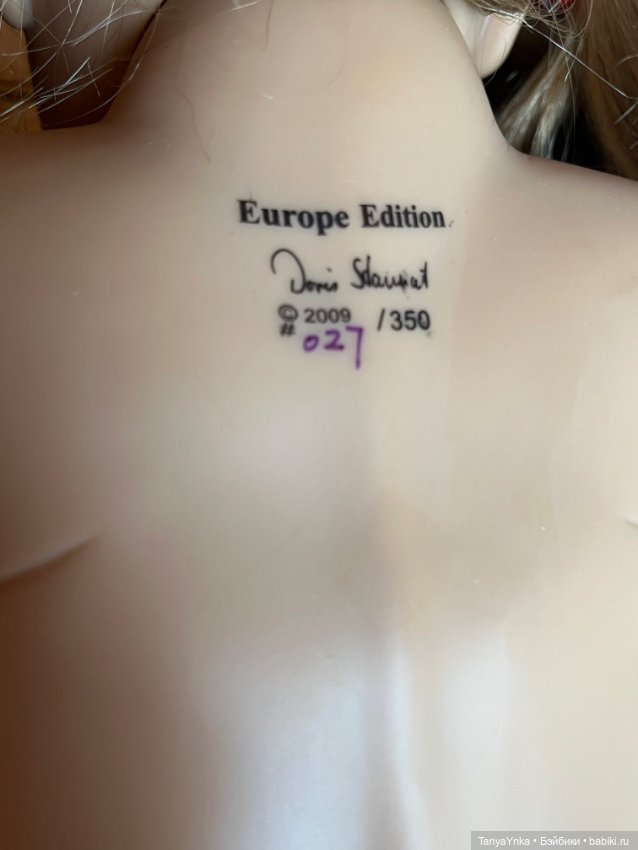 Europe Edition
Doris Stannat
© 2009 /350
# 027
TanyaYnka • Бэйбики • babiki.ru